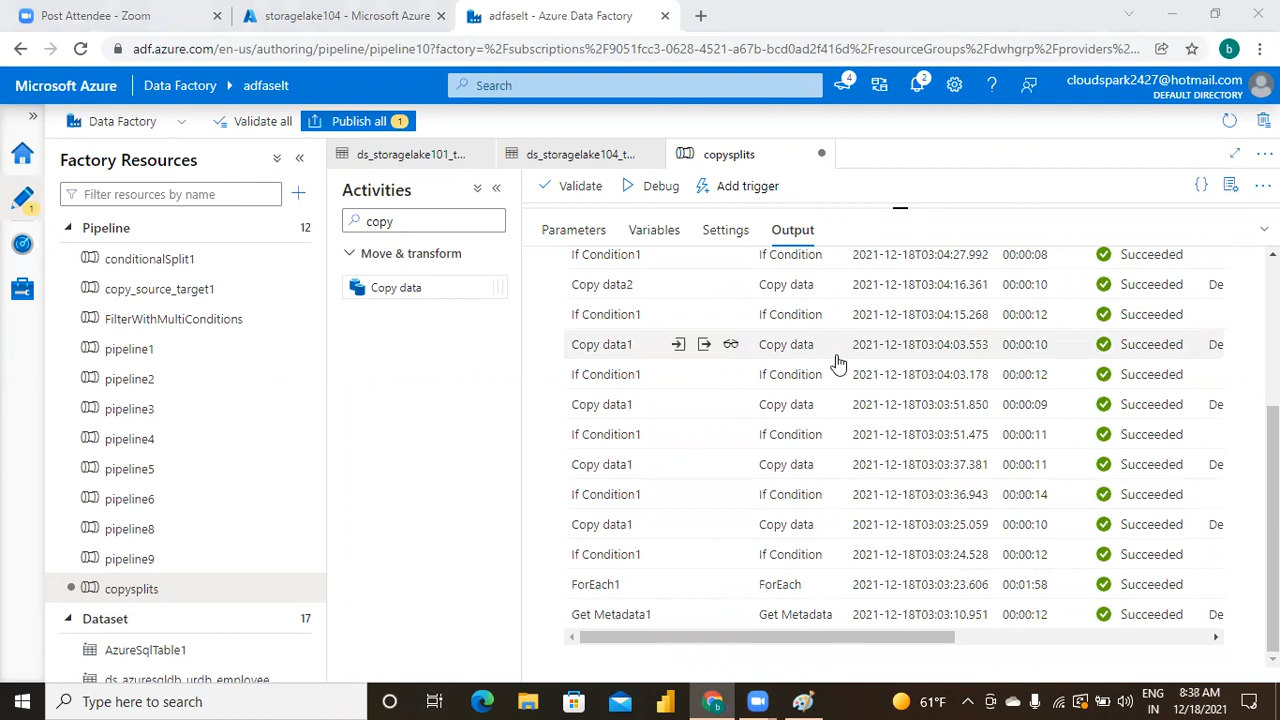 Post Attendee - Zoom
storagelake104 - Microsoft Azure
adfaselt - Azure Data Factory
adf.azure.com/en-us/authoring/pipeline/pipeline10?factory=%2Fsubscriptions%2F9051fcc3-0628-4521-a67b-bcd0ad2f416d%2FresourceGroups%2Fdwhgrp%2Fproviders%...
b
Microsoft Azure
Data Factory
adfaselt
Search
4
2
cloudspark2427@hotmail.com
DEFAULT DIRECTORY
Data Factory
Validate all
Publish all
1
Factory Resources
ds_storagelake101_t...
ds_storagelake104_t...
copysplits
Filter resources by name
Activities
Validate
Debug
Add trigger
1
Pipeline
12
copy
Parameters
Variables
Settings
Output
conditionalSplit1
Move & transform
copy_source_target1
Copy data
FilterWithMultiConditions
pipeline1
pipeline2
pipeline3
pipeline4
pipeline5
pipeline6
pipeline8
pipeline9
copysplits
Dataset
17
AzureSqlTable1
ds_azuresqldb_urdb_employee
If Condition1 If Condition 2021-12-18T03:04:27.992 00:00:08 Succeeded
Copy data2 Copy data 2021-12-18T03:04:16.361 00:00:10 Succeeded De
If Condition1 If Condition 2021-12-18T03:04:15.268 00:00:12 Succeeded
Copy data1 Copy data 2021-12-18T03:04:03.553 00:00:10 Succeeded De
If Condition1 If Condition 2021-12-18T03:04:03.178 00:00:12 Succeeded
Copy data1 Copy data 2021-12-18T03:03:51.850 00:00:09 Succeeded De
If Condition1 If Condition 2021-12-18T03:03:51.475 00:00:11 Succeeded
Copy data1 Copy data 2021-12-18T03:03:37.381 00:00:11 Succeeded De
If Condition1 If Condition 2021-12-18T03:03:36.943 00:00:14 Succeeded
Copy data1 Copy data 2021-12-18T03:03:25.059 00:00:10 Succeeded De
If Condition1 If Condition 2021-12-18T03:03:24.528 00:00:12 Succeeded
ForEach1 ForEach 2021-12-18T03:03:23.606 00:01:58 Succeeded
Get Metadata1 Get Metadata 2021-12-18T03:03:10.951 00:00:12 Succeeded De
Type here to search
61°F
ENG
IN
8:38 AM
12/18/2021